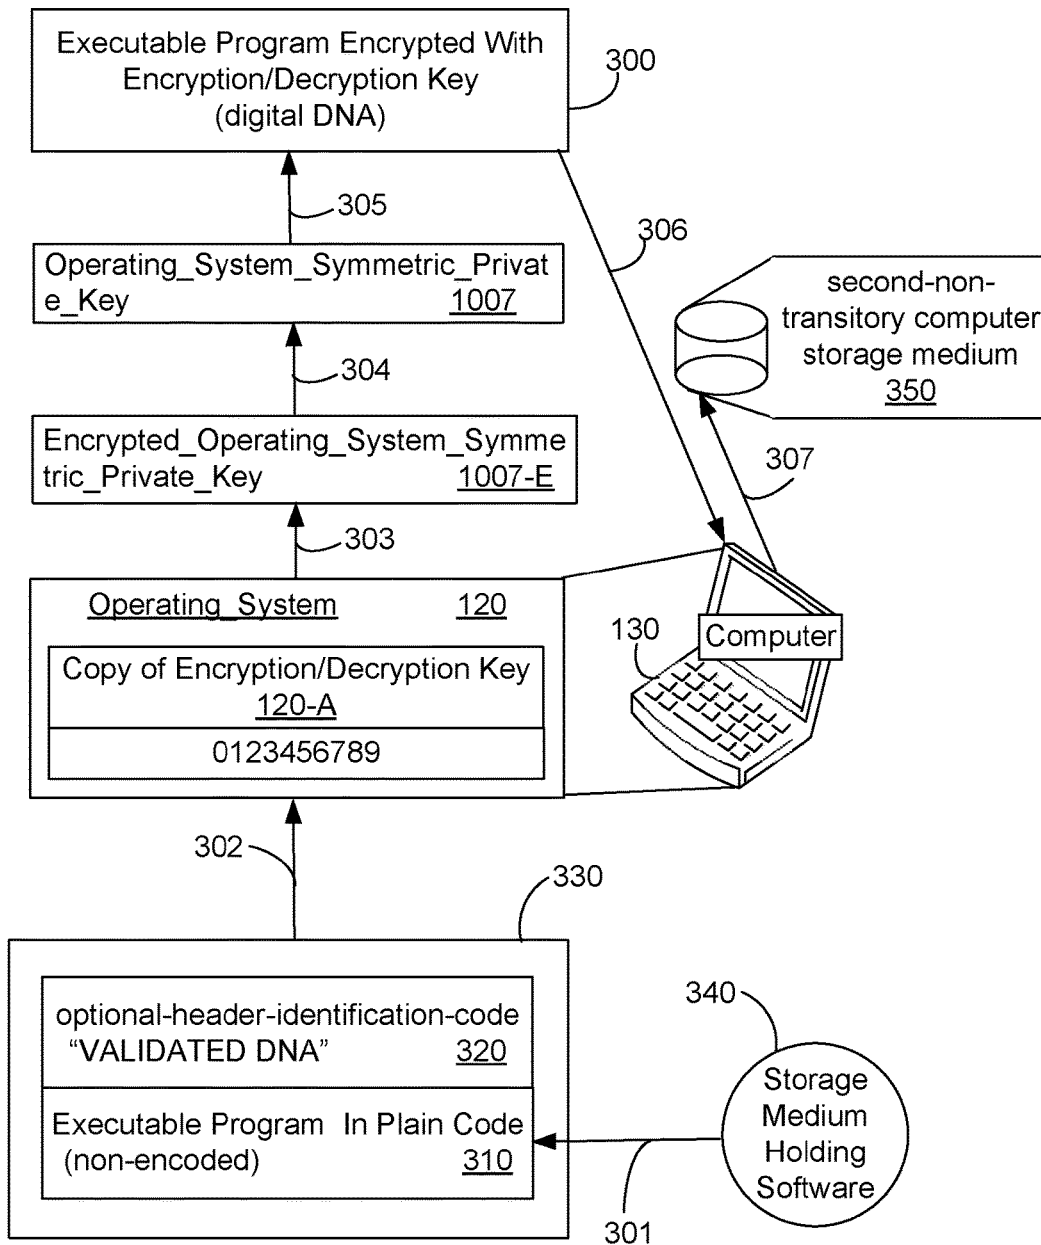 Executable Program Encrypted With
Encryption/Decryption Key
(digital DNA)
300
305
306
Operating_System_Symmetric_Privat
e_Key 1007
second-non-
transitory computer
storage medium
350
304
Encrypted_Operating_System_Symme
tric_Private_Key 1007-E
307
303
Operating_System 120
Copy of Encryption/Decryption Key
120-A
0123456789
130
Computer
302
330
optional-header-identification-code
"VALIDATED DNA" 320
Executable Program In Plain Code
(non-encoded) 310
340
Storage
Medium
Holding
Software
301